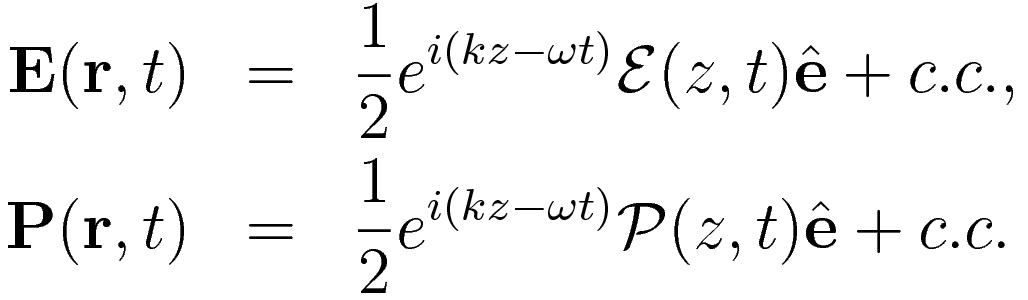 𝐄(𝐫, t) = 1/2 e^{i(kz−ωt)} ℰ(z, t)𝐞̂ + c.c.,
𝐏(𝐫, t) = 1/2 e^{i(kz−ωt)} 𝒫(z, t)𝐞̂ + c.c.